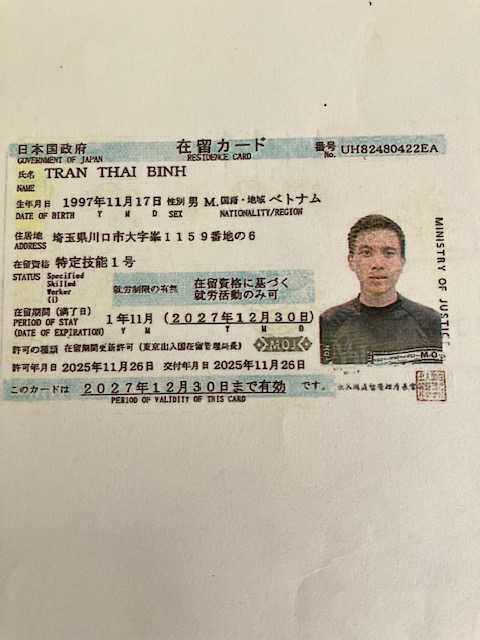 日本国政府 在留カード 番号 UH82480422EA
GOVERNMENT OF JAPAN RESIDENCE CARD No.
氏名 TRAN THAI BINH
NAME
生年月日 1997年11月17日 性別 男 M. 国籍・地域 ベトナム
DATE OF BIRTH Y M D SEX NATIONALITY/REGION
住居地 埼玉県川口市大字峯1159番地の6
ADDRESS
在留資格 特定技能1号
STATUS Specified Skilled Worker (i)
就労制限の有無 在留資格に基づく就労活動のみ可
在留期間(満了日) 1年11月 (2027年12月30日)
PERIOD OF STAY Y M Y M D
(DATE OF EXPIRATION)
許可の種類 在留期間更新許可(東京出入国在留管理局長)
MOJ
許可年月日 2025年11月26日 交付年月日 2025年11月26日
このカードは 2027年12月30日まで有効 です。
PERIOD OF VALIDITY OF THIS CARD
MINISTRY OF JUSTICE